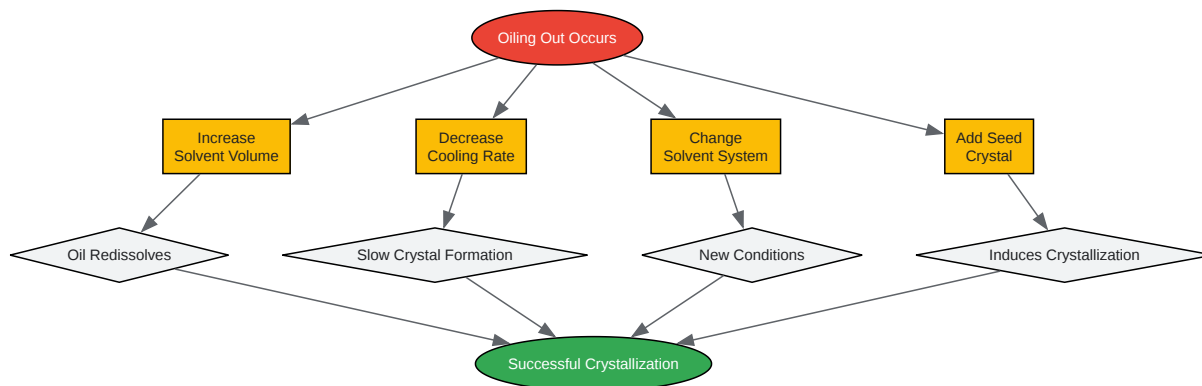 Oiling Out Occurs
Increase
Solvent Volume
Decrease
Cooling Rate
Change
Solvent System
Add Seed
Crystal
Oil Redissolves
Slow Crystal Formation
New Conditions
Induces Crystallization
Successful Crystallization